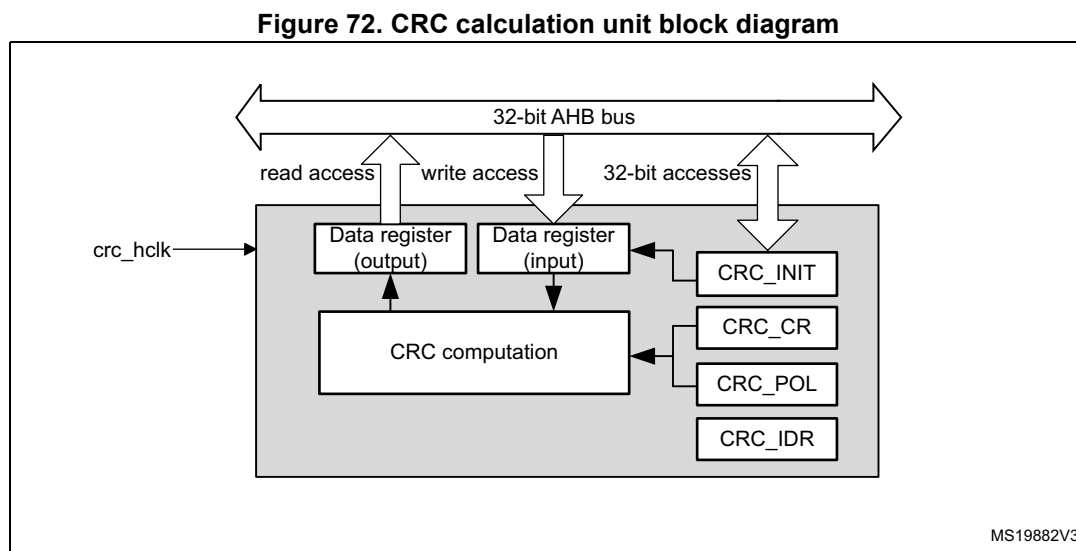 Figure 72. CRC calculation unit block diagram
32-bit AHB bus
read access
write access
32-bit accesses
crc_hclk
Data register
(output)
Data register
(input)
CRC_INIT
CRC computation
CRC_CR
CRC_POL
CRC_IDR
MS19882V3